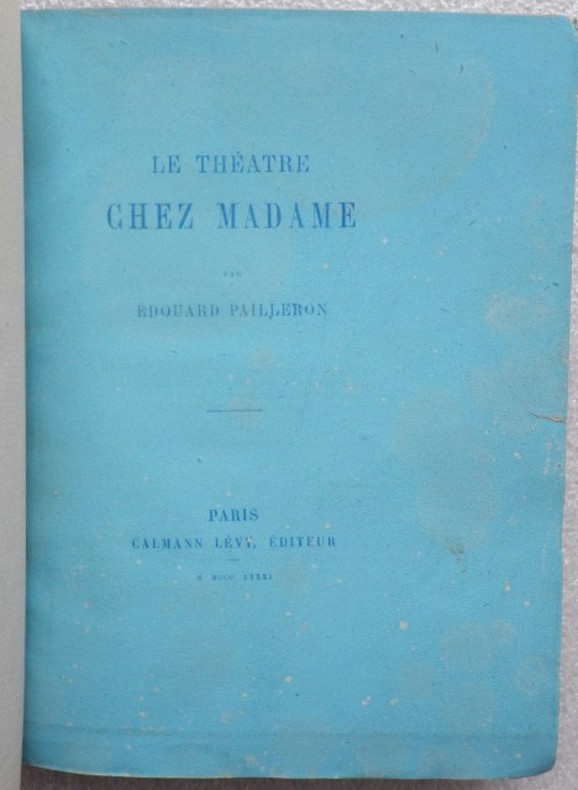 LE THÉATRE
CHEZ MADAME
PAR
ÉDOUARD PAILLERON
PARIS
CALMANN LÉVY, ÉDITEUR
M DCCC LXXXI